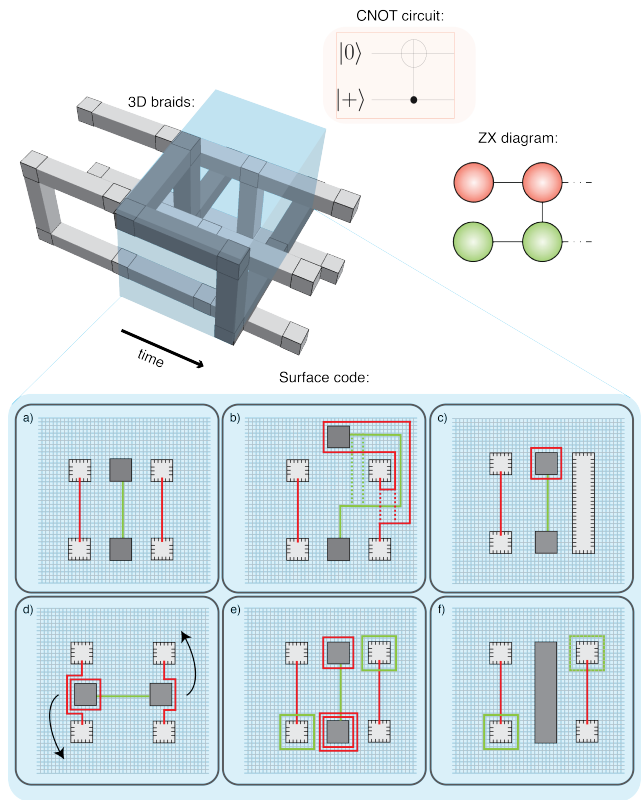 CNOT circuit:
|0⟩
|+⟩
3D braids:
ZX diagram:
time
Surface code:
a)
b)
c)
d)
e)
f)